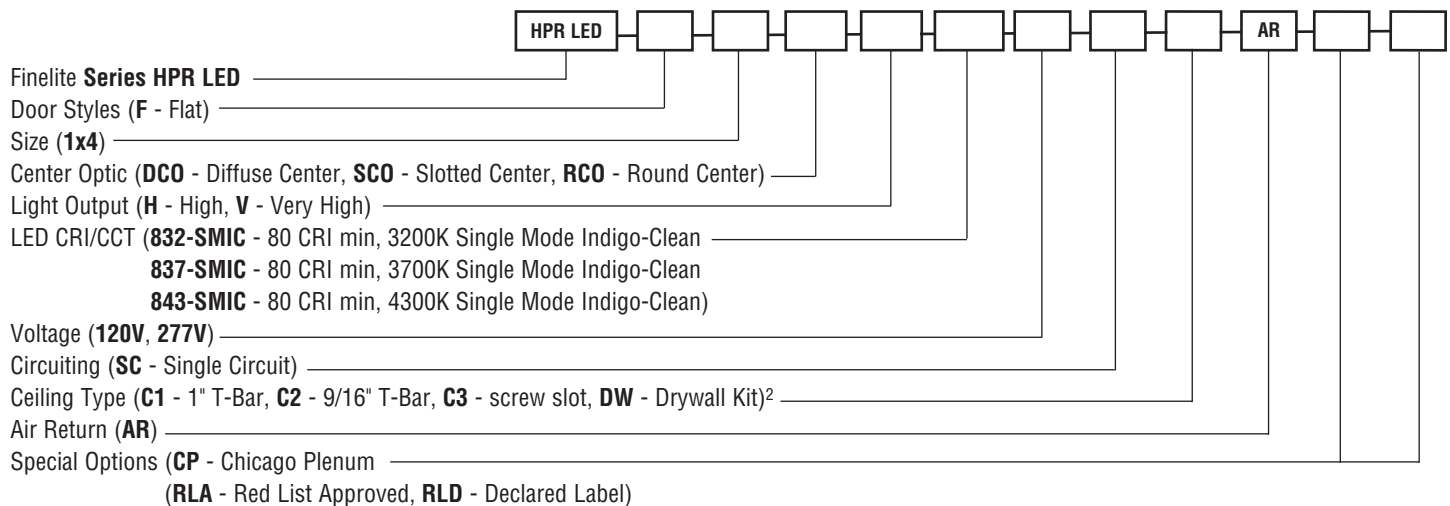 HPR LED
AR
Finelite Series HPR LED
Door Styles (F - Flat)
Size (1x4)
Center Optic (DCO - Diffuse Center, SCO - Slotted Center, RCO - Round Center)
Light Output (H - High, V - Very High)
LED CRI/CCT (832-SMIC - 80 CRI min, 3200K Single Mode Indigo-Clean
837-SMIC - 80 CRI min, 3700K Single Mode Indigo-Clean
843-SMIC - 80 CRI min, 4300K Single Mode Indigo-Clean)
Voltage (120V, 277V)
Circuiting (SC - Single Circuit)
Ceiling Type (C1 - 1" T-Bar, C2 - 9/16" T-Bar, C3 - screw slot, DW - Drywall Kit)²
Air Return (AR)
Special Options (CP - Chicago Plenum
(RLA - Red List Approved, RLD - Declared Label)